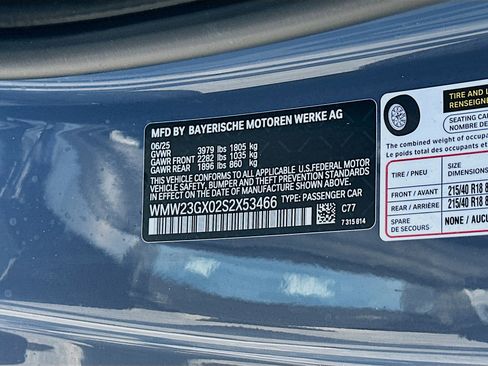 MFD BY BAYERISCHE MOTOREN WERKE AG
06/25
GVWR 3979 lbs 1805 kg
GAWR FRONT 2282 lbs 1035 kg
GAWR REAR 1896 lbs 860 kg
THIS VEHICLE CONFORMS TO ALL APPLICABLE U.S.FEDERAL MOTOR
VEHICLE SAFETY, BUMPER, AND THEFT PREVENTION
STANDARDS IN EFFECT ON THE DATE OF
MANUFACTURE SHOWN ABOVE.
WMW23GX02S2X53466
TYPE: PASSENGER CAR
C77
7 315 814
TIRE AND
RENSEIGNE
SEATING CA
NOMBRE DE
The combined weight of occupa
Le poids total des occupants et
TIRE / PNEU
SIZE
DIMENSIONS
FRONT / AVANT
215/40 R18 8
REAR / ARRIÈRE
215/40 R18 8
SPARE
DE SECOURS
NONE / AUCU